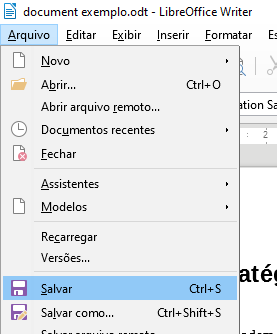 document exemplo.odt - LibreOffice Writer
Arquivo Editar Exibir Inserir Formatar Es
Novo
Abrir... Ctrl+O
Abrir arquivo remoto...
Documentos recentes
Fechar
Assistentes
Modelos
Recarregar
Versões...
Salvar Ctrl+S
Salvar como... Ctrl+Shift+S
ation Sa
2
atég